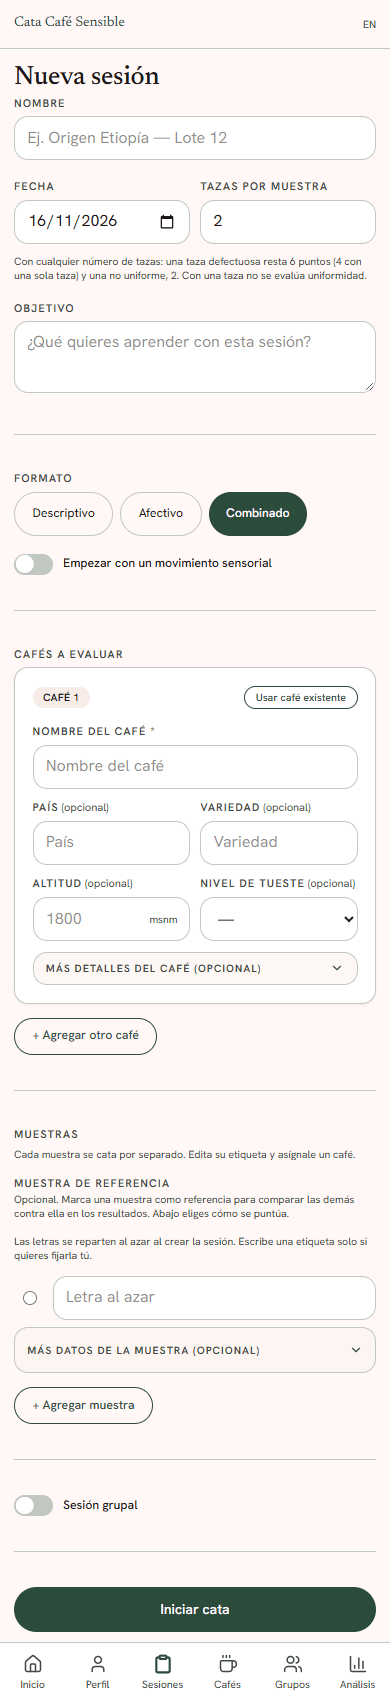 Cata Café Sensible
EN
Nueva sesión
NOMBRE
Ej. Origen Etiopía — Lote 12
FECHA
TAZAS POR MUESTRA
16/11/2026
2
Con cualquier número de tazas: una taza defectuosa resta 6 puntos (4 con
una sola taza) y una no uniforme, 2. Con una taza no se evalúa uniformidad.
OBJETIVO
¿Qué quieres aprender con esta sesión?
FORMATO
Descriptivo
Afectivo
Combinado
Empezar con un movimiento sensorial
CAFÉS A EVALUAR
CAFÉ 1
Usar café existente
NOMBRE DEL CAFÉ *
Nombre del café
PAÍS (opcional)
VARIEDAD (opcional)
País
Variedad
ALTITUD (opcional)
NIVEL DE TUESTE (opcional)
1800
msnm
—
MÁS DETALLES DEL CAFÉ (OPCIONAL)
+ Agregar otro café
MUESTRAS
Cada muestra se cata por separado. Edita su etiqueta y asígnale un café.
MUESTRA DE REFERENCIA
Opcional. Marca una muestra como referencia para comparar las demás
contra ella en los resultados. Abajo eliges cómo se puntúa.
Las letras se reparten al azar al crear la sesión. Escribe una etiqueta solo si
quieres fijarla tú.
Letra al azar
MÁS DATOS DE LA MUESTRA (OPCIONAL)
+ Agregar muestra
Sesión grupal
Iniciar cata
Inicio
Perfil
Sesiones
Cafés
Grupos
Análisis